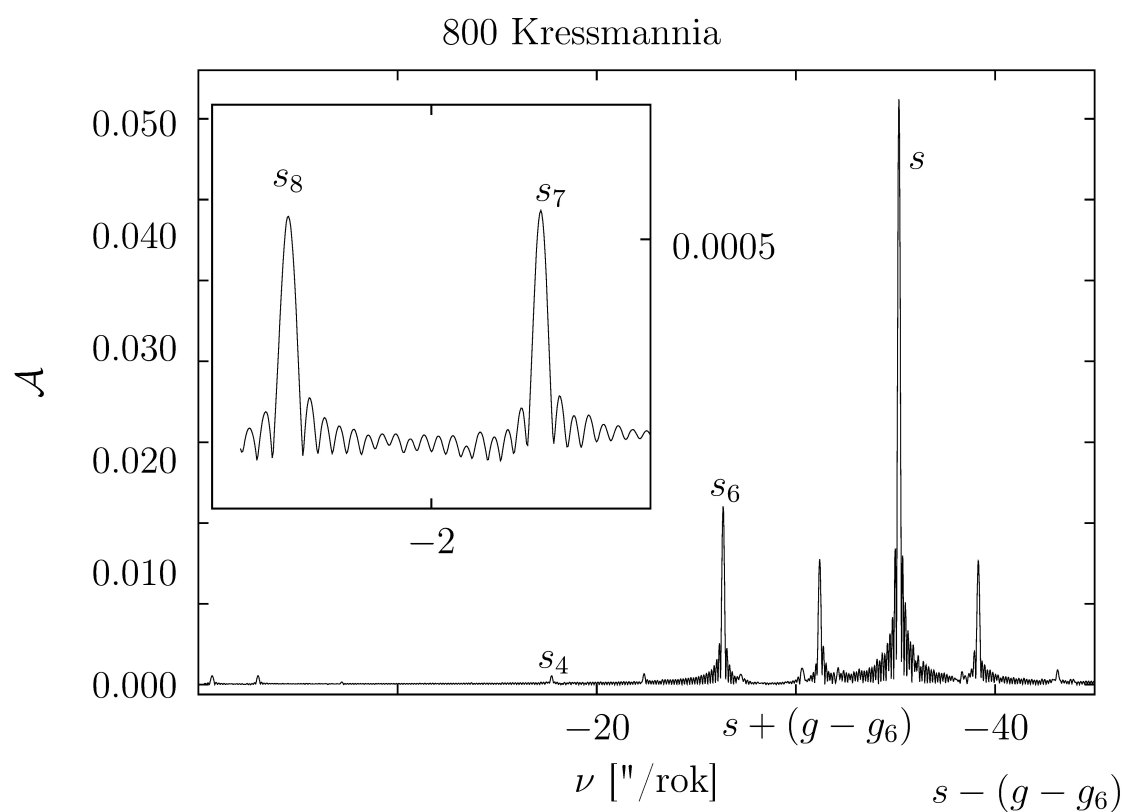 800 Kressmannia
0.050
0.040
0.030
0.020
0.010
0.000
𝒜
s₈
s₇
0.0005
−2
s₆
s
s₄
−20
s + (g − g₆)
−40
ν ["/rok]
s − (g − g₆)